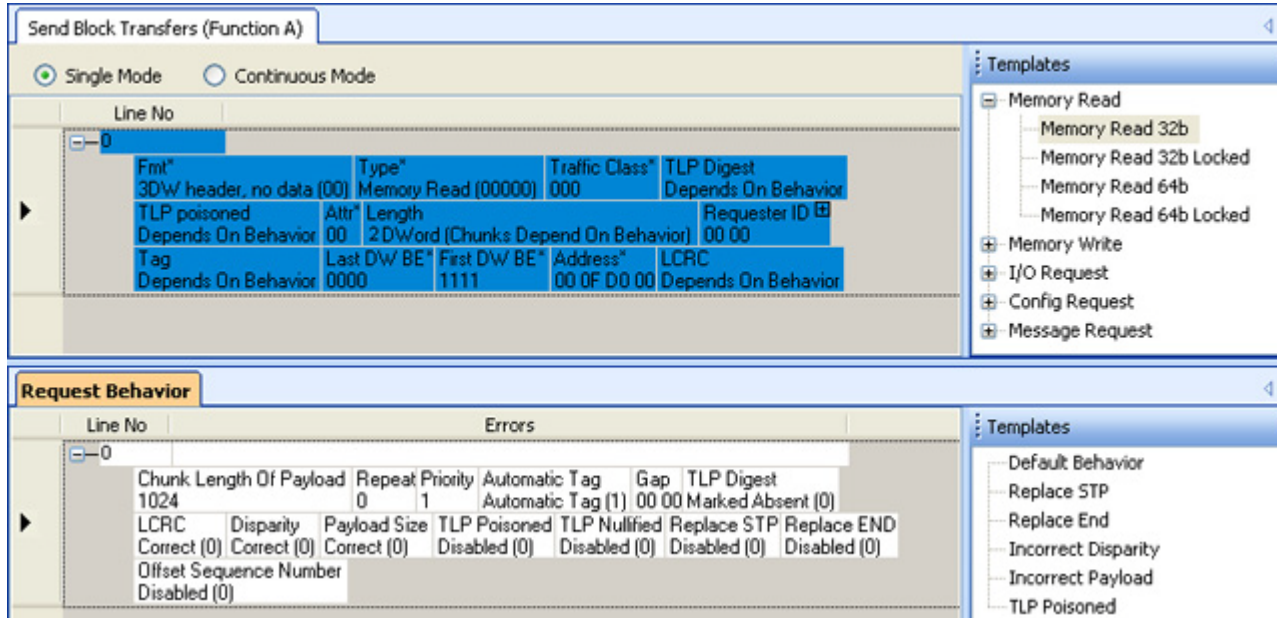 Send Block Transfers (Function A)
Single Mode Continuous Mode
Line No
0
Fmt* Type* Traffic Class* TLP Digest
3DW header, no data (00) Memory Read (00000) 000 Depends On Behavior
TLP poisoned Attr* Length Requester ID
Depends On Behavior 00 2 DWord (Chunks Depend On Behavior) 00 00
Tag Last DW BE* First DW BE* Address* LCRC
Depends On Behavior 0000 1111 00 0F D0 00 Depends On Behavior
Templates
Memory Read
Memory Read 32b
Memory Read 32b Locked
Memory Read 64b
Memory Read 64b Locked
Memory Write
I/O Request
Config Request
Message Request
Request Behavior
Line No Errors
0
Chunk Length Of Payload Repeat Priority Automatic Tag Gap TLP Digest
1024 0 1 Automatic Tag (1) 00 00 Marked Absent (0)
LCRC Disparity Payload Size TLP Poisoned TLP Nullified Replace STP Replace END
Correct (0) Correct (0) Correct (0) Disabled (0) Disabled (0) Disabled (0) Disabled (0)
Offset Sequence Number
Disabled (0)
Templates
Default Behavior
Replace STP
Replace End
Incorrect Disparity
Incorrect Payload
TLP Poisoned